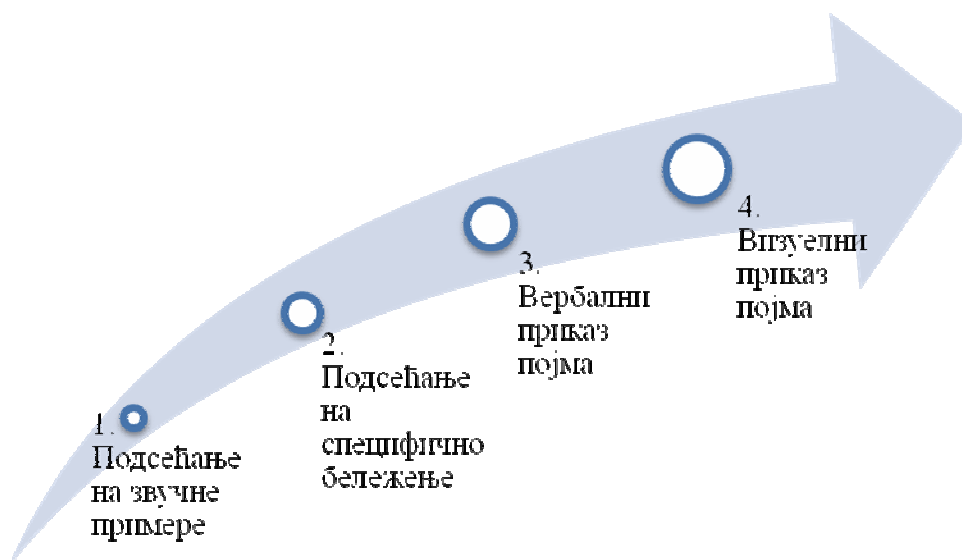 1.
Подсећање
на звучне
примере
2.
Подсећање
на
специфично
бележење
3.
Вербални
приказ
појма
4.
Визуелни
приказ
појма